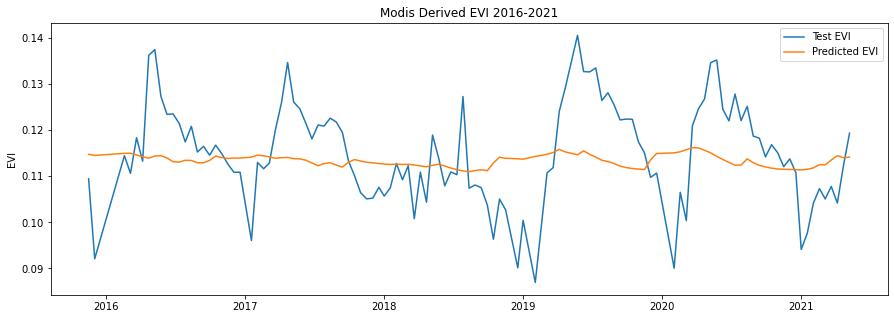 Modis Derived EVI 2016-2021
Test EVI
Predicted EVI
EVI
0.14
0.13
0.12
0.11
0.10
0.09
2016 2017 2018 2019 2020 2021